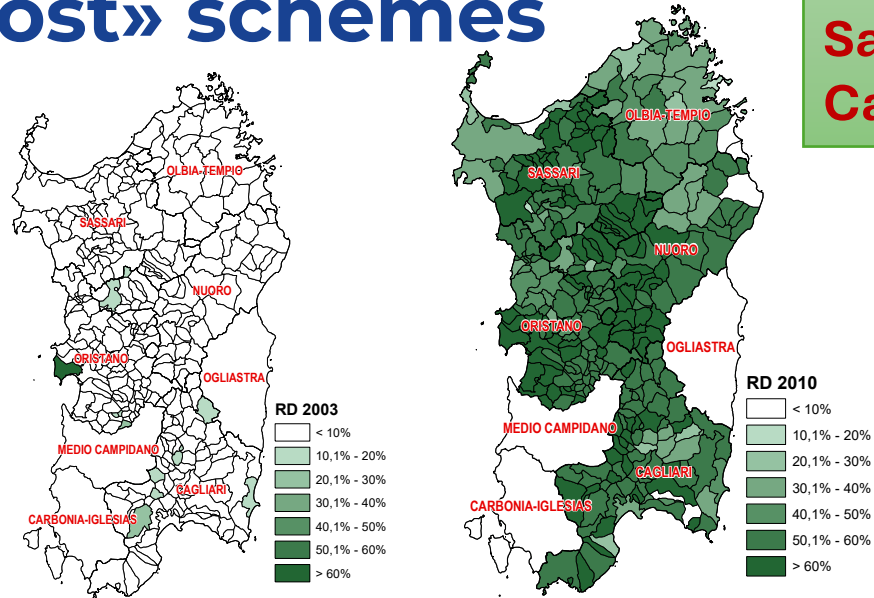 ost» schemes
Sa
Ca
OLBIA-TEMPIO
SASSARI
NUORO
ORISTANO
OGLIASTRA
MEDIO CAMPIDANO
CAGLIARI
CARBONIA-IGLESIAS
RD 2003
< 10%
10,1% - 20%
20,1% - 30%
30,1% - 40%
40,1% - 50%
50,1% - 60%
> 60%
OLBIA-TEMPIO
SASSARI
NUORO
ORISTANO
OGLIASTRA
MEDIO CAMPIDANO
CAGLIARI
CARBONIA-IGLESIAS
RD 2010
< 10%
10,1% - 20%
20,1% - 30%
30,1% - 40%
40,1% - 50%
50,1% - 60%
> 60%